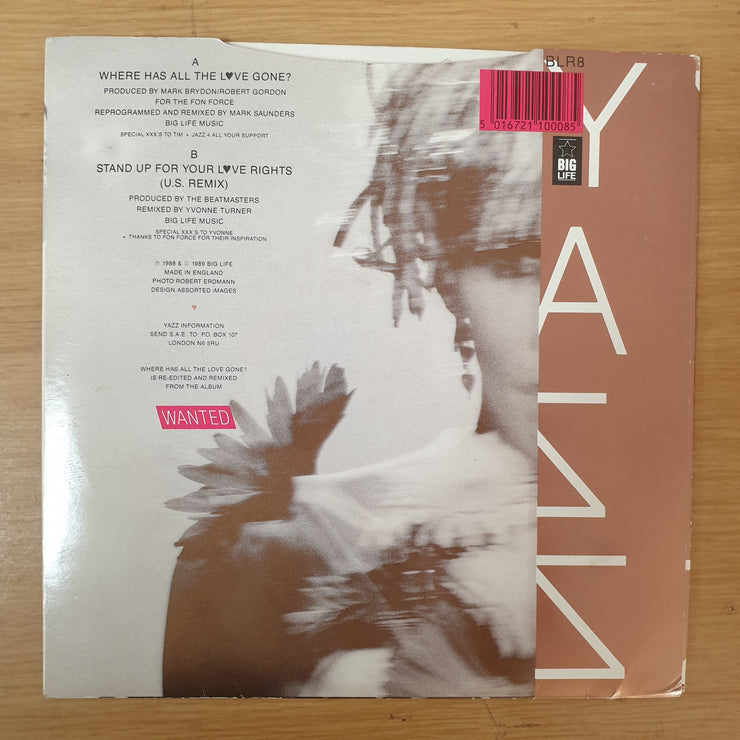 A
WHERE HAS ALL THE L♥VE GONE?
PRODUCED BY MARK BRYDON/ROBERT GORDON
FOR THE FON FORCE
REPROGRAMMED AND REMIXED BY MARK SAUNDERS
BIG LIFE MUSIC
SPECIAL XXX'S TO TIM + JAZZ 4 ALL YOUR SUPPORT
B
STAND UP FOR YOUR L♥VE RIGHTS
(U.S. REMIX)
PRODUCED BY THE BEATMASTERS
REMIXED BY YVONNE TURNER
BIG LIFE MUSIC
SPECIAL XXX'S TO YVONNE
+ THANKS TO FON FORCE FOR THEIR INSPIRATION
℗ 1988 & © 1989 BIG LIFE
MADE IN ENGLAND
PHOTO ROBERT ERDMANN
DESIGN ASSORTED IMAGES
♥
YAZZ INFORMATION
SEND S.A.E. TO: P.O. BOX 107
LONDON N6 5RU
WHERE HAS ALL THE LOVE GONE?
IS RE-EDITED AND REMIXED
FROM THE ALBUM
WANTED
BLR8
5 016721 100085
BIG
LIFE
Y
A
Z
Z